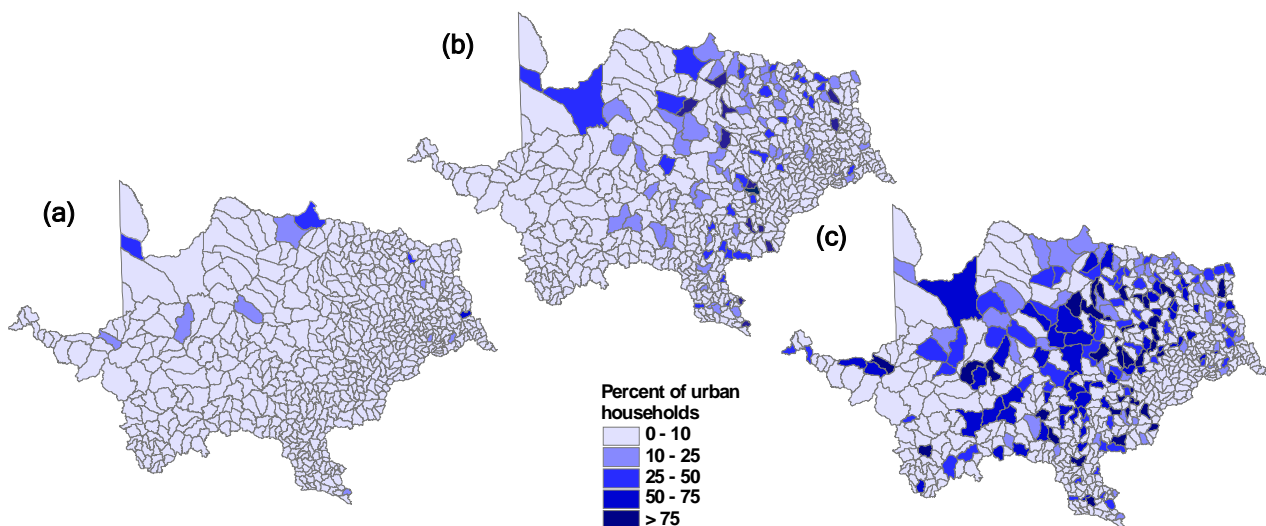 (a)
(b)
(c)
Percent of urban
households
0 - 10
10 - 25
25 - 50
50 - 75
> 75